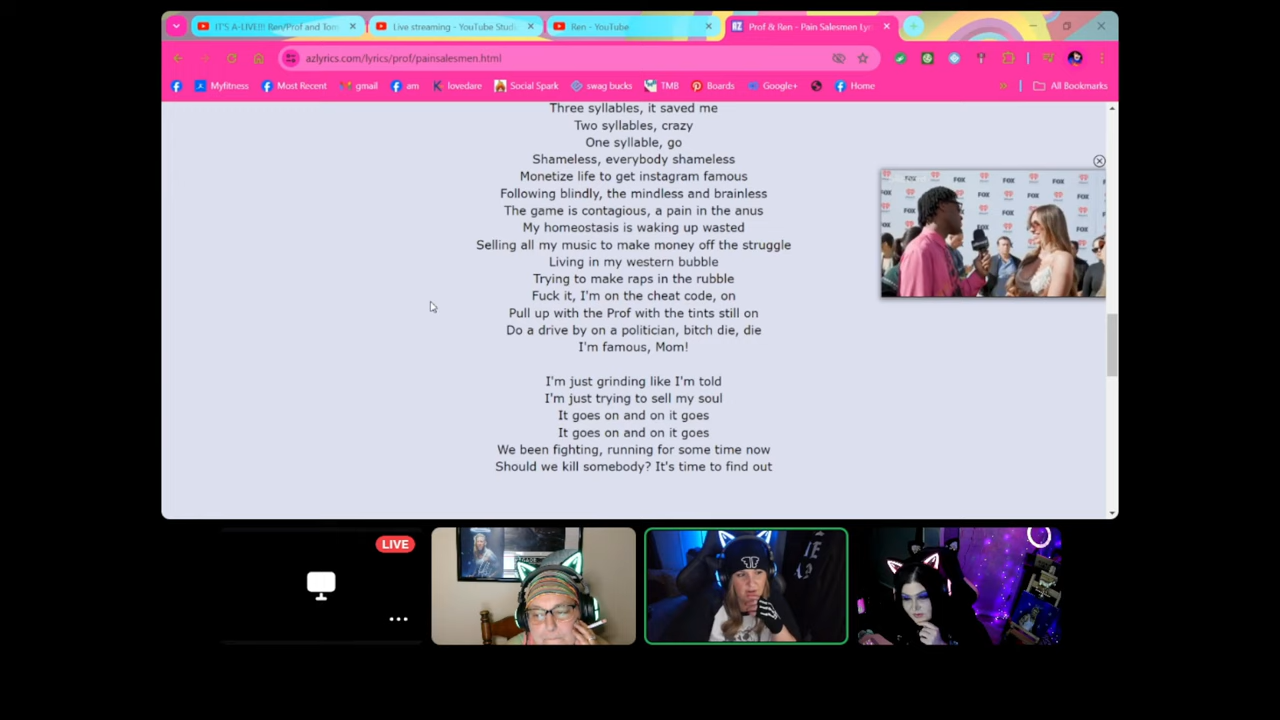 IT'S A-LIVE!!! Ren/Prof and Tom
Live streaming - YouTube Studi
Ren - YouTube
AZ Prof & Ren - Pain Salesmen Lyr
azlyrics.com/lyrics/prof/painsalesmen.html
Myfitness
Most Recent
gmail
am
lovedare
Social Spark
swag bucks
TMB
Boards
Google+
Home
»
All Bookmarks
Three syllables, it saved me
Two syllables, crazy
One syllable, go
Shameless, everybody shameless
Monetize life to get instagram famous
Following blindly, the mindless and brainless
The game is contagious, a pain in the anus
My homeostasis is waking up wasted
Selling all my music to make money off the struggle
Living in my western bubble
Trying to make raps in the rubble
Fuck it, I'm on the cheat code, on
Pull up with the Prof with the tints still on
Do a drive by on a politician, bitch die, die
I'm famous, Mom!
I'm just grinding like I'm told
I'm just trying to sell my soul
It goes on and on it goes
It goes on and on it goes
We been fighting, running for some time now
Should we kill somebody? It's time to find out
FOX
FOX
FOX
FOX
LIVE